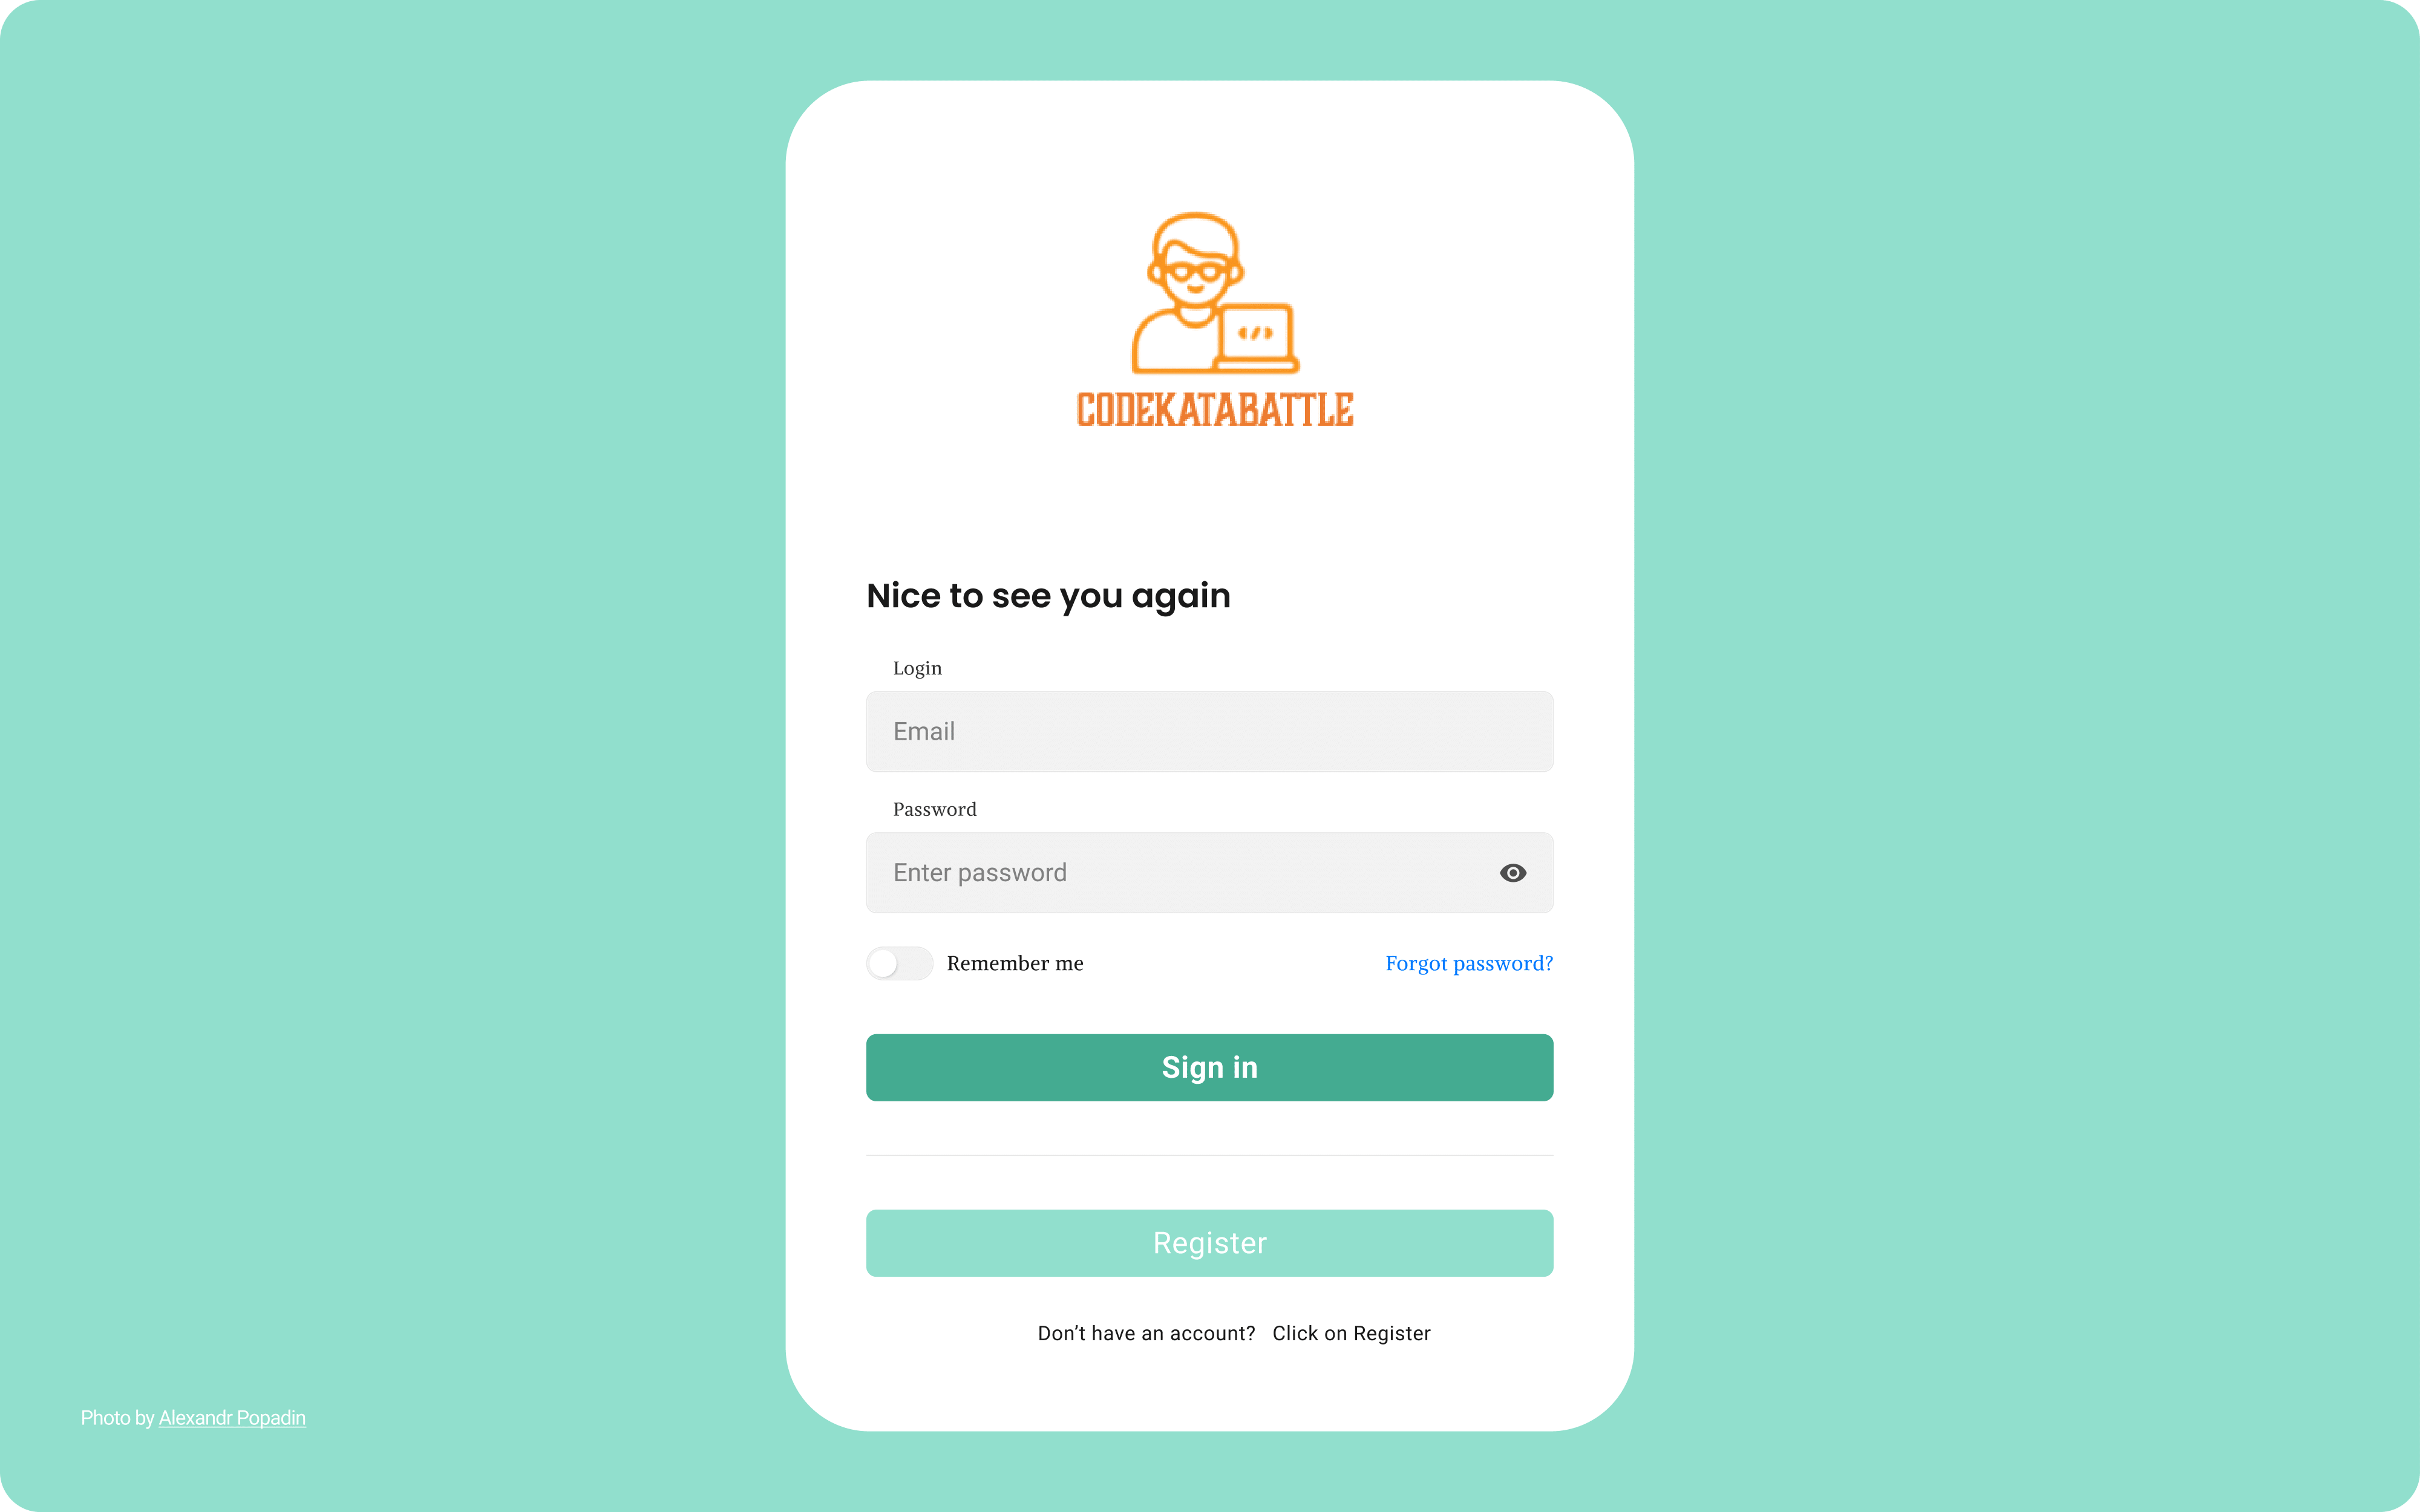 </>
CODEKATABATTLE
Nice to see you again
Login
Email
Password
Enter password
Remember me
Forgot password?
Sign in
Register
Don’t have an account? Click on Register
Photo by Alexandr Popadin